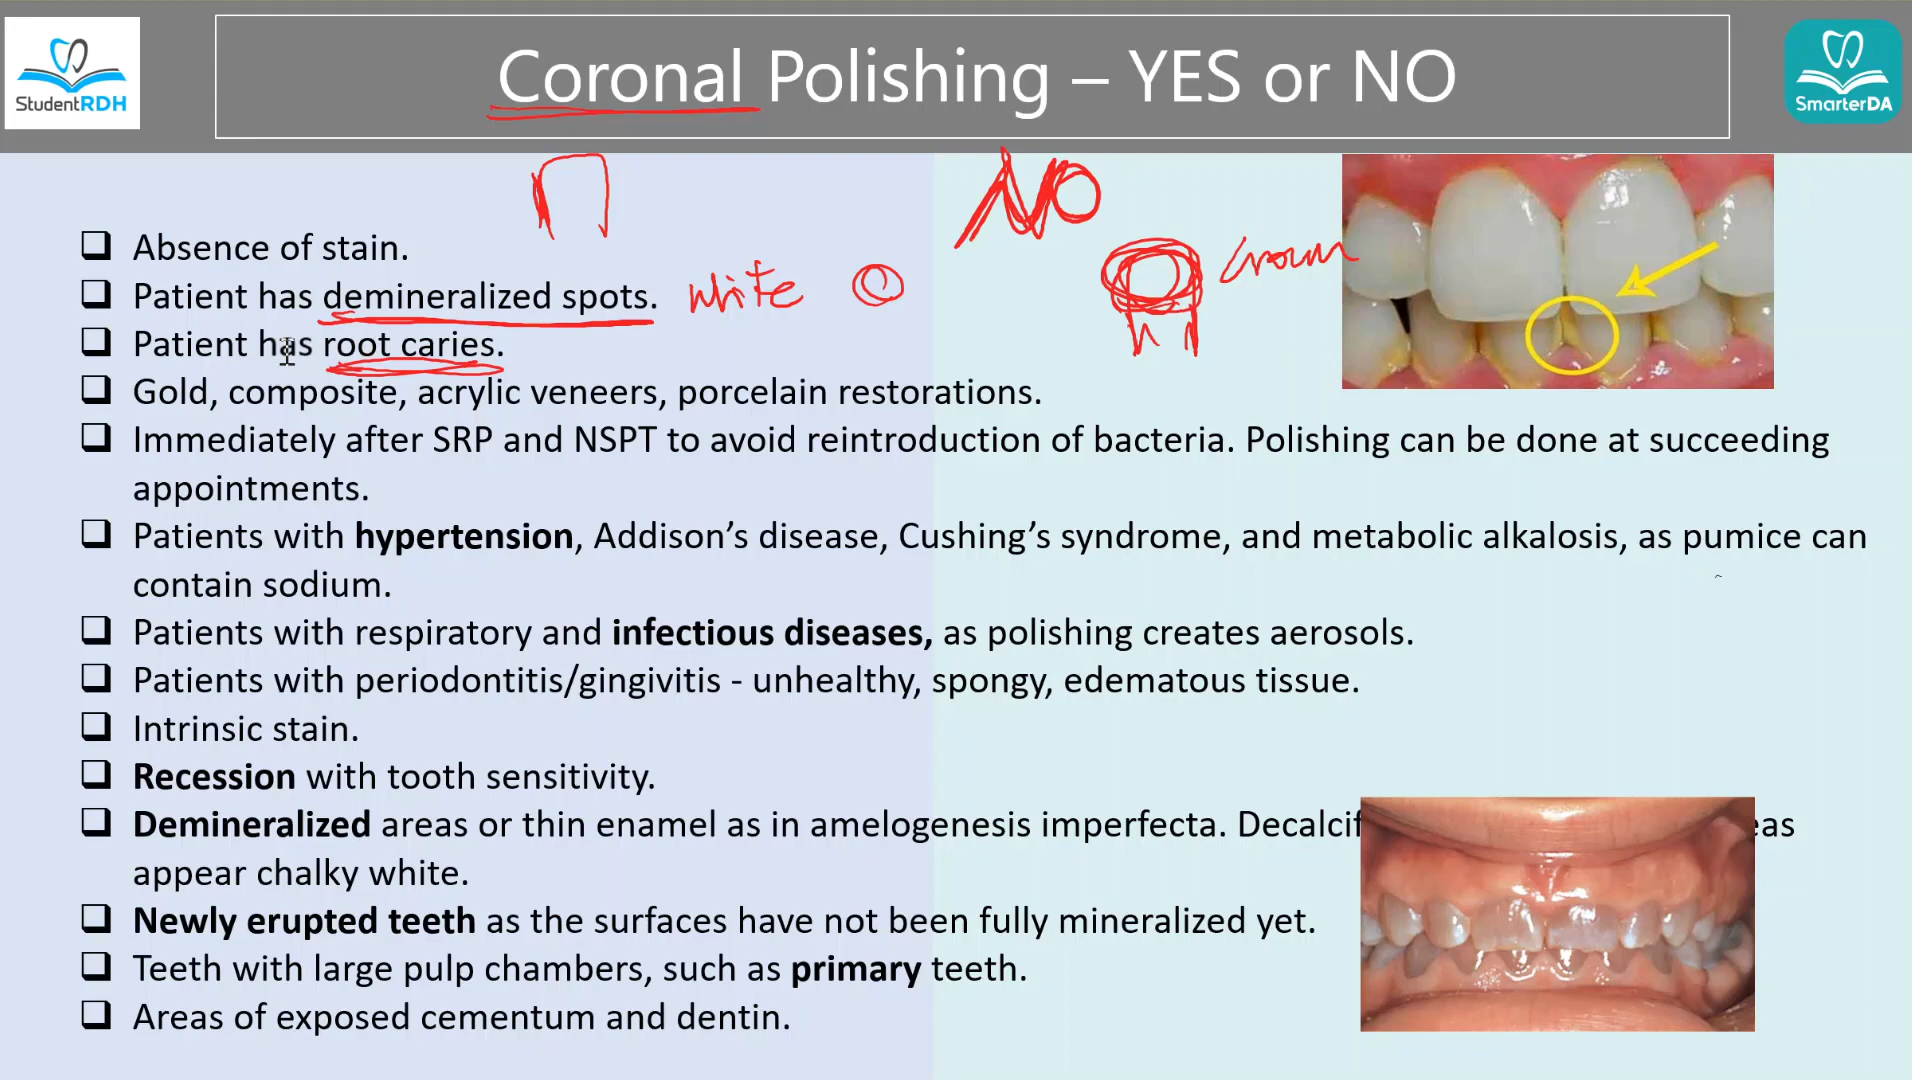 StudentRDH
Coronal Polishing – YES or NO
SmarterDA
NO
Absence of stain.
crown
Patient has demineralized spots. white
Patient has root caries.
Gold, composite, acrylic veneers, porcelain restorations.
Immediately after SRP and NSPT to avoid reintroduction of bacteria. Polishing can be done at succeeding
appointments.
Patients with hypertension, Addison’s disease, Cushing’s syndrome, and metabolic alkalosis, as pumice can
contain sodium.
Patients with respiratory and infectious diseases, as polishing creates aerosols.
Patients with periodontitis/gingivitis - unhealthy, spongy, edematous tissue.
Intrinsic stain.
Recession with tooth sensitivity.
Demineralized areas or thin enamel as in amelogenesis imperfecta.
appear chalky white.
Newly erupted teeth as the surfaces have not been fully mineralized yet.
Teeth with large pulp chambers, such as primary teeth.
Areas of exposed cementum and dentin.